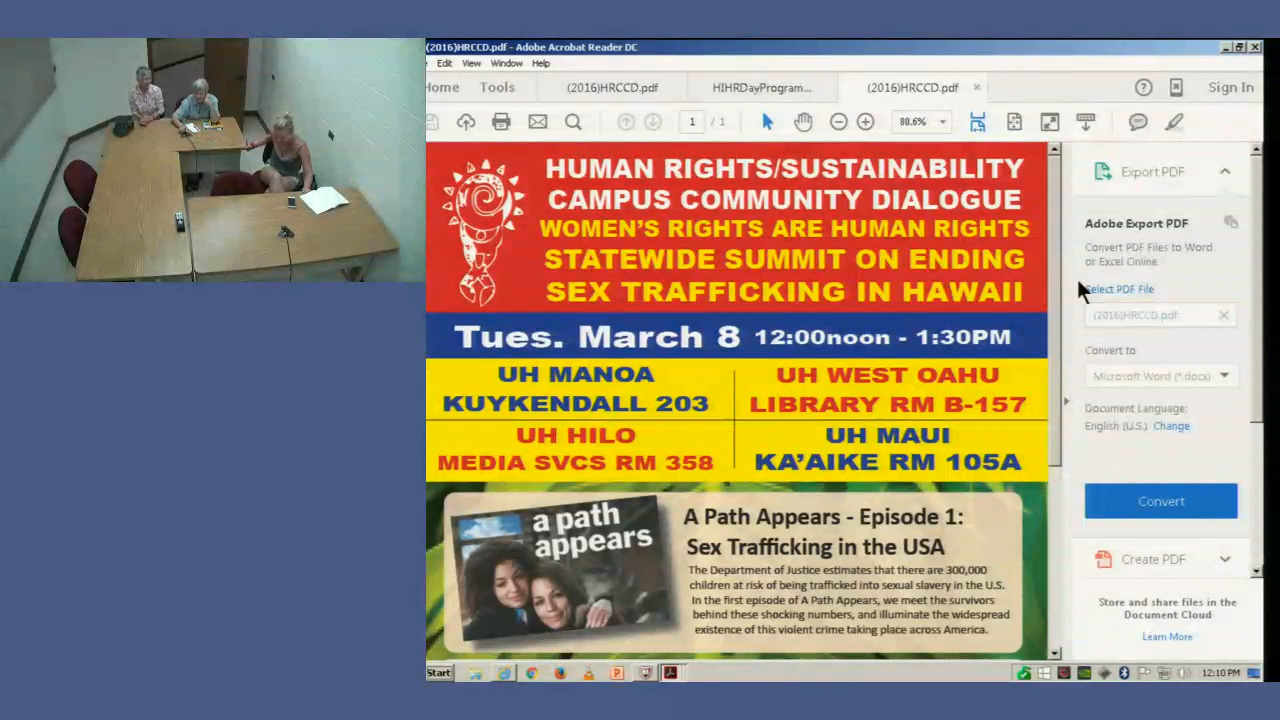 (2016)HRCCD.pdf - Adobe Acrobat Reader DC
Edit View Window Help
Home Tools (2016)HRCCD.pdf HIHRDayProgram... (2016)HRCCD.pdf × Sign In
1 / 1 80.6%
HUMAN RIGHTS/SUSTAINABILITY
CAMPUS COMMUNITY DIALOGUE
WOMEN'S RIGHTS ARE HUMAN RIGHTS
STATEWIDE SUMMIT ON ENDING
SEX TRAFFICKING IN HAWAII
Tues. March 8 12:00noon - 1:30PM
UH MANOA
KUYKENDALL 203
UH WEST OAHU
LIBRARY RM B-157
UH HILO
MEDIA SVCS RM 358
UH MAUI
KA'AIKE RM 105A
a path
appears
A Path Appears - Episode 1:
Sex Trafficking in the USA
The Department of Justice estimates that there are 300,000
children at risk of being trafficked into sexual slavery in the U.S.
In the first episode of A Path Appears, we meet the survivors
behind these shocking numbers, and illuminate the widespread
existence of this violent crime taking place across America.
Export PDF
Adobe Export PDF
Convert PDF Files to Word
or Excel Online
Select PDF File
(2016)HRCCD.pdf
Convert to
Microsoft Word (*.docx)
Document Language:
English (U.S.) Change
Convert
Create PDF
Store and share files in the
Document Cloud
Learn More
Start
12:10 PM